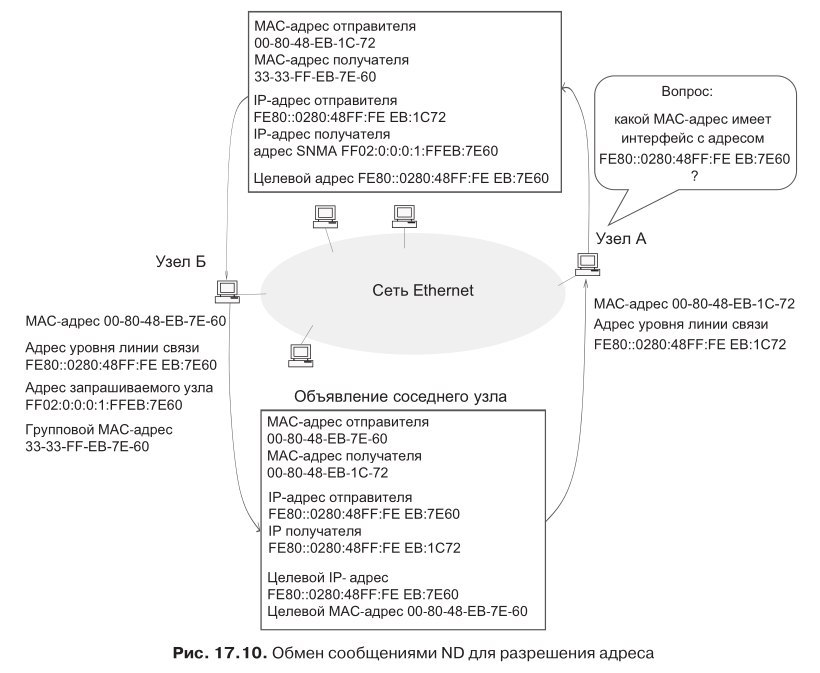 МАС-адрес отправителя
00-80-48-EB-1C-72
МАС-адрес получателя
33-33-FF-EB-7E-60
IP-адрес отправителя
FE80::0280:48FF:FE EB:1C72
IP-адрес получателя
адрес SNMA FF02:0:0:0:1:FFEB:7E60
Целевой адрес FE80::0280:48FF:FE EB:7E60
Вопрос:
какой МАС-адрес имеет
интерфейс с адресом
FE80::0280:48FF:FE EB:7E60
?
Узел А
Узел Б
Сеть Ethernet
МАС-адрес 00-80-48-EB-7E-60
Адрес уровня линии связи
FE80::0280:48FF:FE EB:7E60
Адрес запрашиваемого узла
FF02:0:0:0:1:FFEB:7E60
Групповой МАС-адрес
33-33-FF-EB-7E-60
МАС-адрес 00-80-48-EB-1C-72
Адрес уровня линии связи
FE80::0280:48FF:FE EB:1C72
Объявление соседнего узла
МАС-адрес отправителя
00-80-48-EB-7E-60
МАС-адрес получателя
00-80-48-EB-1C-72
IP-адрес отправителя
FE80::0280:48FF:FE EB:7E60
IP получателя
FE80::0280:48FF:FE EB:1C72
Целевой IP- адрес
FE80::0280:48FF:FE EB:7E60
Целевой МАС-адрес 00-80-48-EB-7E-60
Рис. 17.10. Обмен сообщениями ND для разрешения адреса